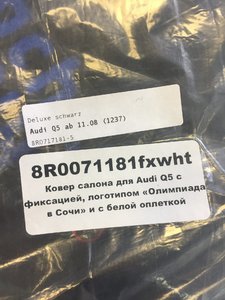 Deluxe schwarz
Audi Q5 ab 11.08 (1237)
8RD717181-5
8R0071181fxwht
Ковер салона для Audi Q5 с
фиксацией, логотипом «Олимпиада
в Сочи» и с белой оплеткой